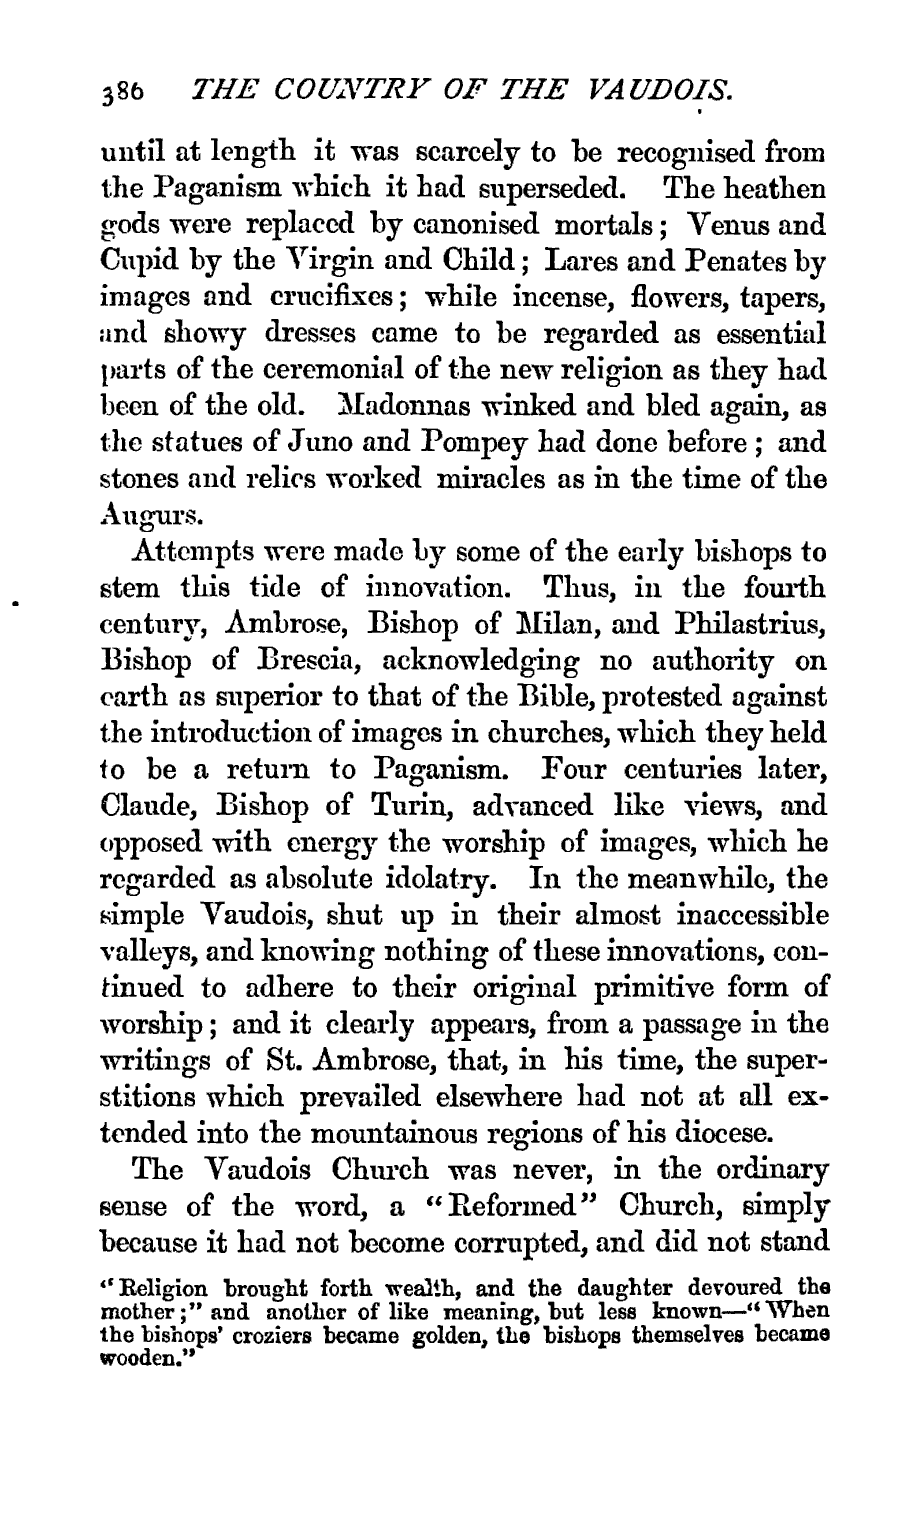 386 THE COUNTRY OF THE VAUDOIS.
until at length it was scarcely to be recognised from
the Paganism which it had superseded. The heathen
gods were replaced by canonised mortals; Venus and
Cupid by the Virgin and Child; Lares and Penates by
images and crucifixes; while incense, flowers, tapers,
and showy dresses came to be regarded as essential
parts of the ceremonial of the new religion as they had
been of the old. Madonnas winked and bled again, as
the statues of Juno and Pompey had done before; and
stones and relics worked miracles as in the time of the
Augurs.
Attempts were made by some of the early bishops to
stem this tide of innovation. Thus, in the fourth
century, Ambrose, Bishop of Milan, and Philastrius,
Bishop of Brescia, acknowledging no authority on
earth as superior to that of the Bible, protested against
the introduction of images in churches, which they held
to be a return to Paganism. Four centuries later,
Claude, Bishop of Turin, advanced like views, and
opposed with energy the worship of images, which he
regarded as absolute idolatry. In the meanwhile, the
simple Vaudois, shut up in their almost inaccessible
valleys, and knowing nothing of these innovations, con-
tinued to adhere to their original primitive form of
worship; and it clearly appears, from a passage in the
writings of St. Ambrose, that, in his time, the super-
stitions which prevailed elsewhere had not at all ex-
tended into the mountainous regions of his diocese.
The Vaudois Church was never, in the ordinary
sense of the word, a “Reformed” Church, simply
because it had not become corrupted, and did not stand
“Religion brought forth wealth, and the daughter devoured the
mother;” and another of like meaning, but less known—“When
the bishops’ croziers became golden, the bishops themselves became
wooden.”